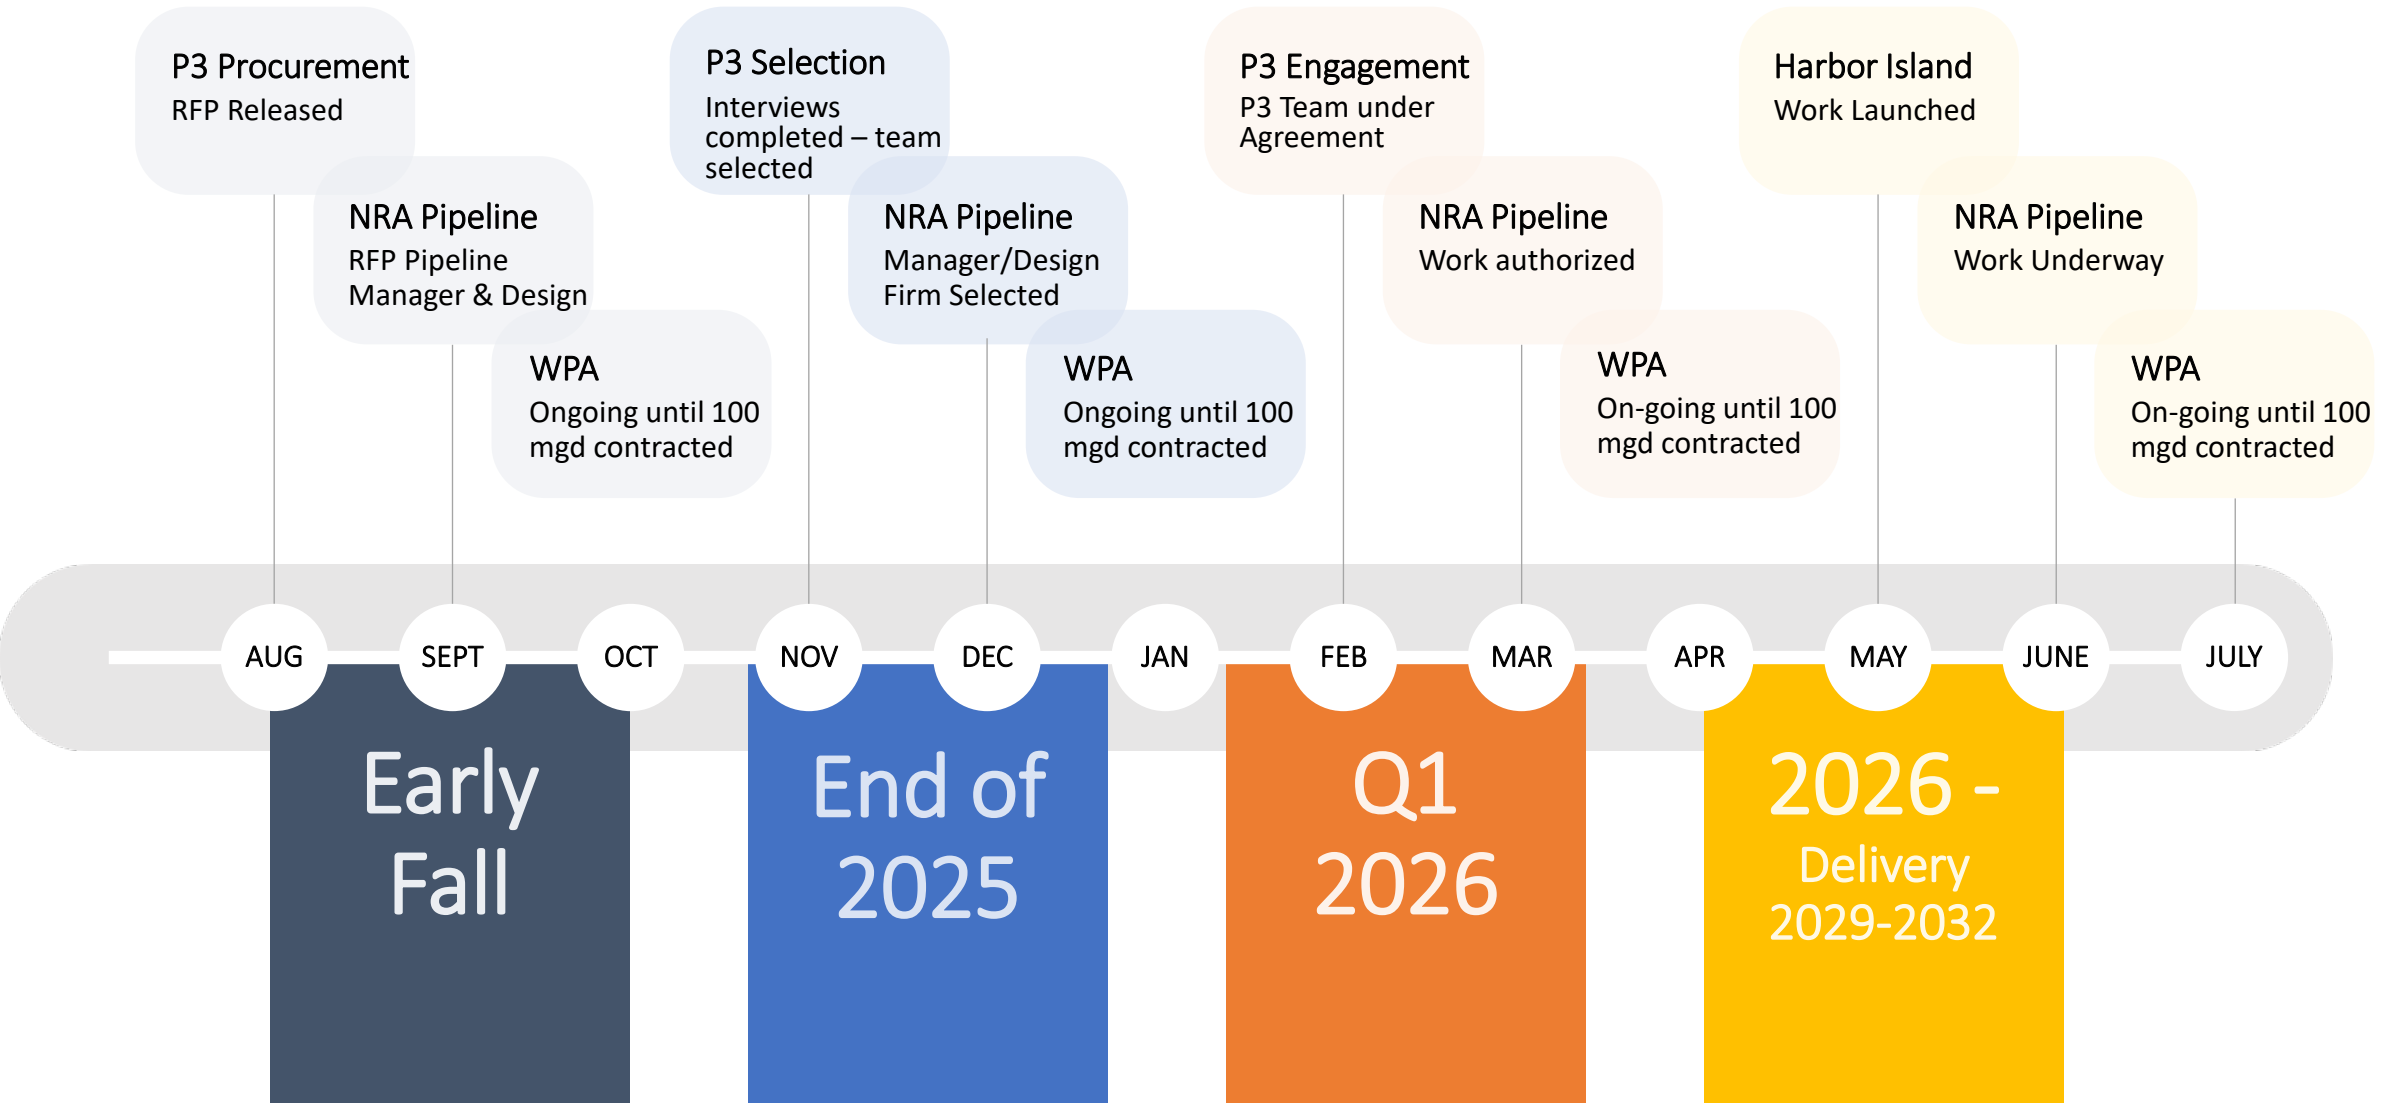 P3 Procurement
RFP Released
NRA Pipeline
RFP Pipeline
Manager & Design
WPA
Ongoing until 100
mgd contracted
P3 Selection
Interviews
completed – team
selected
NRA Pipeline
Manager/Design
Firm Selected
WPA
Ongoing until 100
mgd contracted
P3 Engagement
P3 Team under
Agreement
NRA Pipeline
Work authorized
WPA
On-going until 100
mgd contracted
Harbor Island
Work Launched
NRA Pipeline
Work Underway
WPA
On-going until 100
mgd contracted
AUG
SEPT
OCT
NOV
DEC
JAN
FEB
MAR
APR
MAY
JUNE
JULY
Early
Fall
End of
2025
Q1
2026
2026 -
Delivery
2029-2032